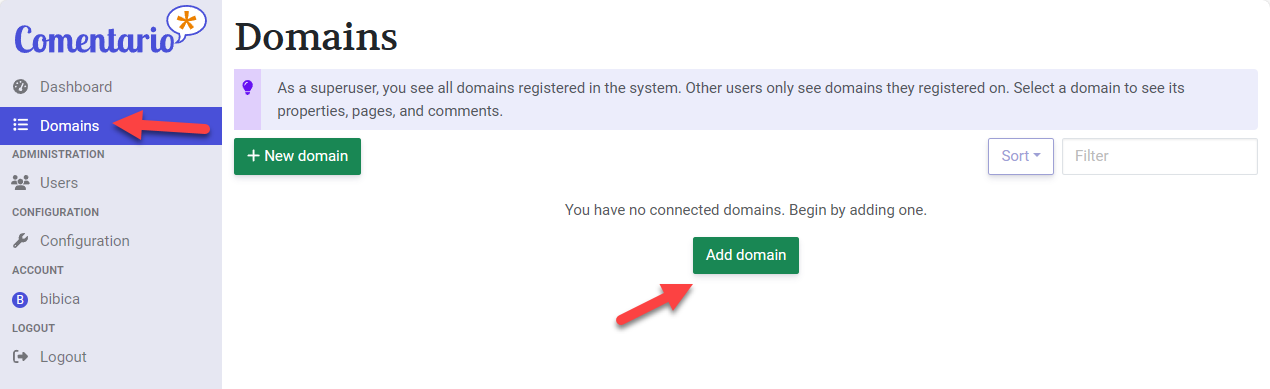 Comentario
Dashboard
Domains
ADMINISTRATION
Users
CONFIGURATION
Configuration
ACCOUNT
B bibica
LOGOUT
Logout
Domains
As a superuser, you see all domains registered in the system. Other users only see domains they registered on. Select a domain to see its
properties, pages, and comments.
+ New domain
Sort
Filter
You have no connected domains. Begin by adding one.
Add domain